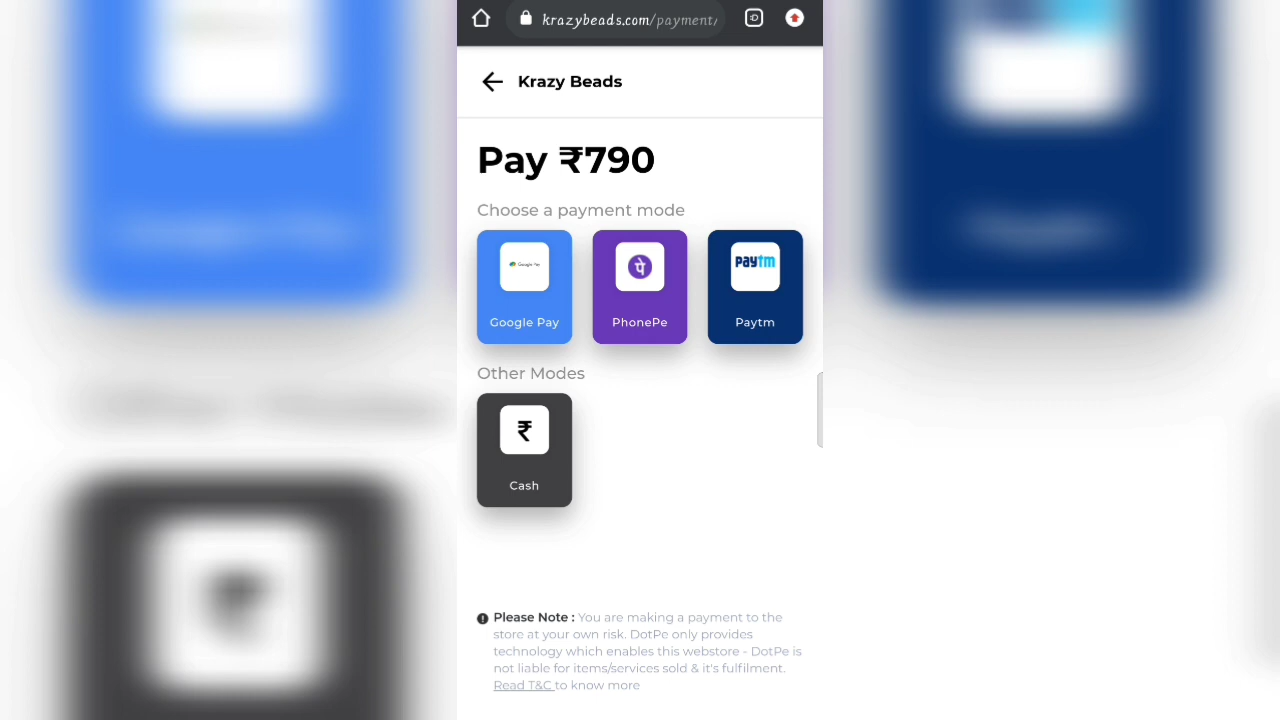 krazybeads.com/payment/
Krazy Beads
Pay ₹790
Choose a payment mode
Google Pay
पे
paytm
Google Pay
PhonePe
Paytm
Other Modes
₹
Cash
Please Note : You are making a payment to the
store at your own risk. DotPe only provides
technology which enables this webstore - DotPe is
not liable for items/services sold & it's fulfilment.
Read T&C to know more